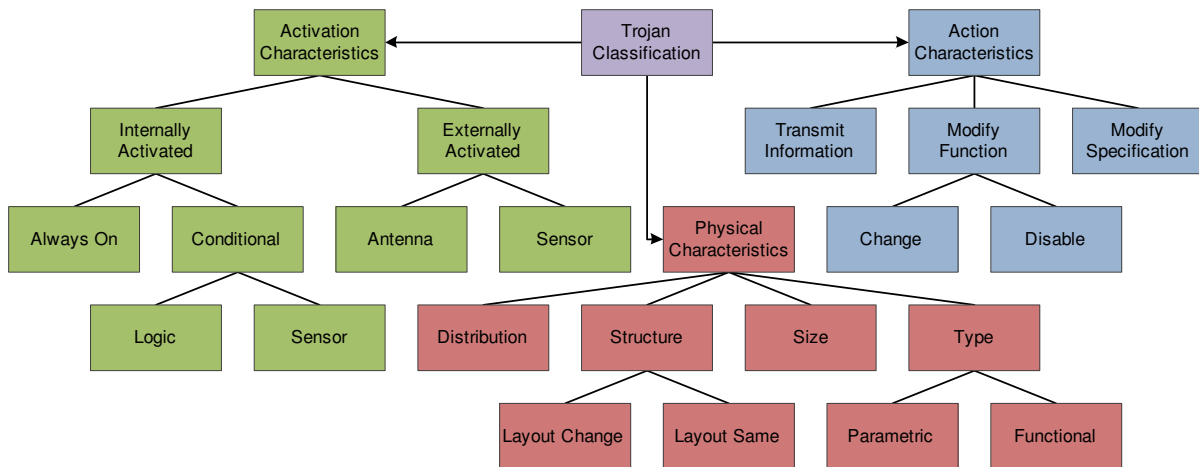 Activation
Characteristics
Trojan
Classification
Action
Characteristics
Internally
Activated
Externally
Activated
Transmit
Information
Modify
Function
Modify
Specification
Always On
Conditional
Antenna
Sensor
Physical
Characteristics
Change
Disable
Logic
Sensor
Distribution
Structure
Size
Type
Layout Change
Layout Same
Parametric
Functional